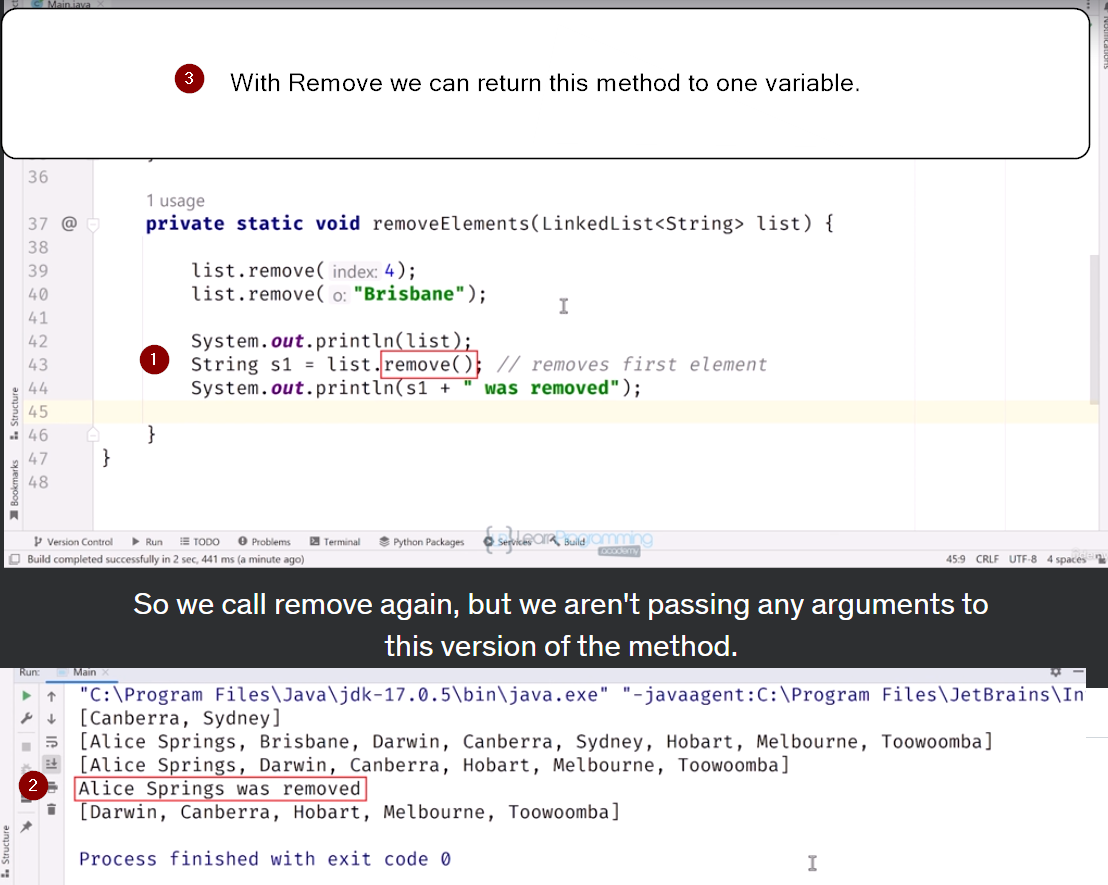 Main.java
3 With Remove we can return this method to one variable.
36
1 usage
37 @ private static void removeElements(LinkedList<String> list) {
38
39 list.remove( index: 4);
40 list.remove( o: "Brisbane");
41
42 System.out.println(list);
1 43 String s1 = list.remove(); // removes first element
44 System.out.println(s1 + " was removed");
45
46 }
47 }
48
Structure
Bookmarks
Version Control Run TODO Problems Terminal Python Packages Services Build
LearnProgramming
academy
Build completed successfully in 2 sec, 441 ms (a minute ago) 45:9 CRLF UTF-8 4 spaces
So we call remove again, but we aren't passing any arguments to
this version of the method.
Run: Main
"C:\Program Files\Java\jdk-17.0.5\bin\java.exe" "-javaagent:C:\Program Files\JetBrains\In
[Canberra, Sydney]
[Alice Springs, Brisbane, Darwin, Canberra, Sydney, Hobart, Melbourne, Toowoomba]
[Alice Springs, Darwin, Canberra, Hobart, Melbourne, Toowoomba]
2 Alice Springs was removed
[Darwin, Canberra, Hobart, Melbourne, Toowoomba]
Process finished with exit code 0
Structure